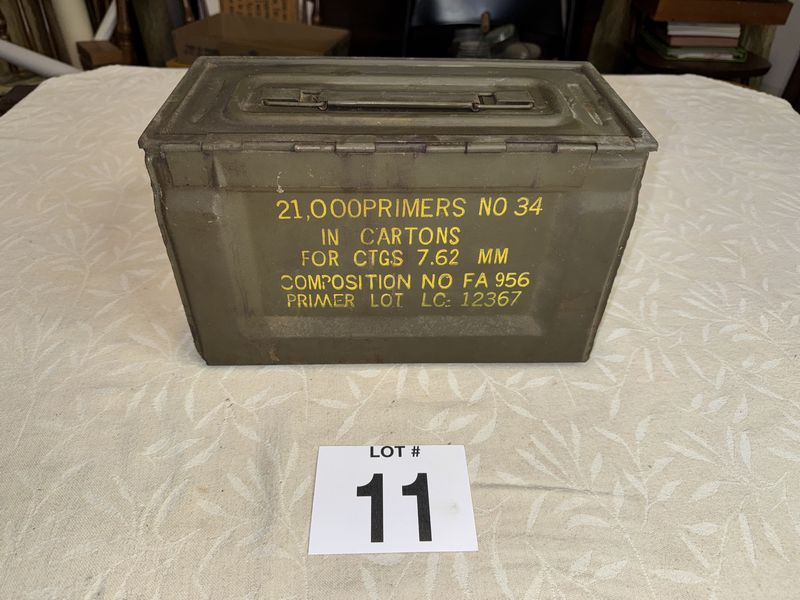 21,000PRIMERS NO 34
IN CARTONS
FOR CTGS 7.62 MM
COMPOSITION NO FA 956
PRIMER LOT LC: 12367
LOT #
11